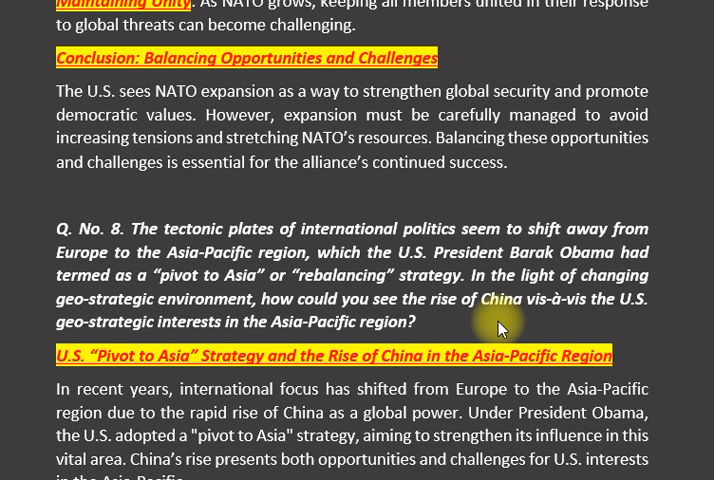 Maintaining Unity: As NATO grows, keeping all members united in their response
to global threats can become challenging.
Conclusion: Balancing Opportunities and Challenges
The U.S. sees NATO expansion as a way to strengthen global security and promote
democratic values. However, expansion must be carefully managed to avoid
increasing tensions and stretching NATO’s resources. Balancing these opportunities
and challenges is essential for the alliance’s continued success.
Q. No. 8. The tectonic plates of international politics seem to shift away from
Europe to the Asia-Pacific region, which the U.S. President Barak Obama had
termed as a “pivot to Asia” or “rebalancing” strategy. In the light of changing
geo-strategic environment, how could you see the rise of China vis-à-vis the U.S.
geo-strategic interests in the Asia-Pacific region?
U.S. “Pivot to Asia” Strategy and the Rise of China in the Asia-Pacific Region
In recent years, international focus has shifted from Europe to the Asia-Pacific
region due to the rapid rise of China as a global power. Under President Obama,
the U.S. adopted a "pivot to Asia" strategy, aiming to strengthen its influence in this
vital area. China’s rise presents both opportunities and challenges for U.S. interests
in the Asia-Pacific.